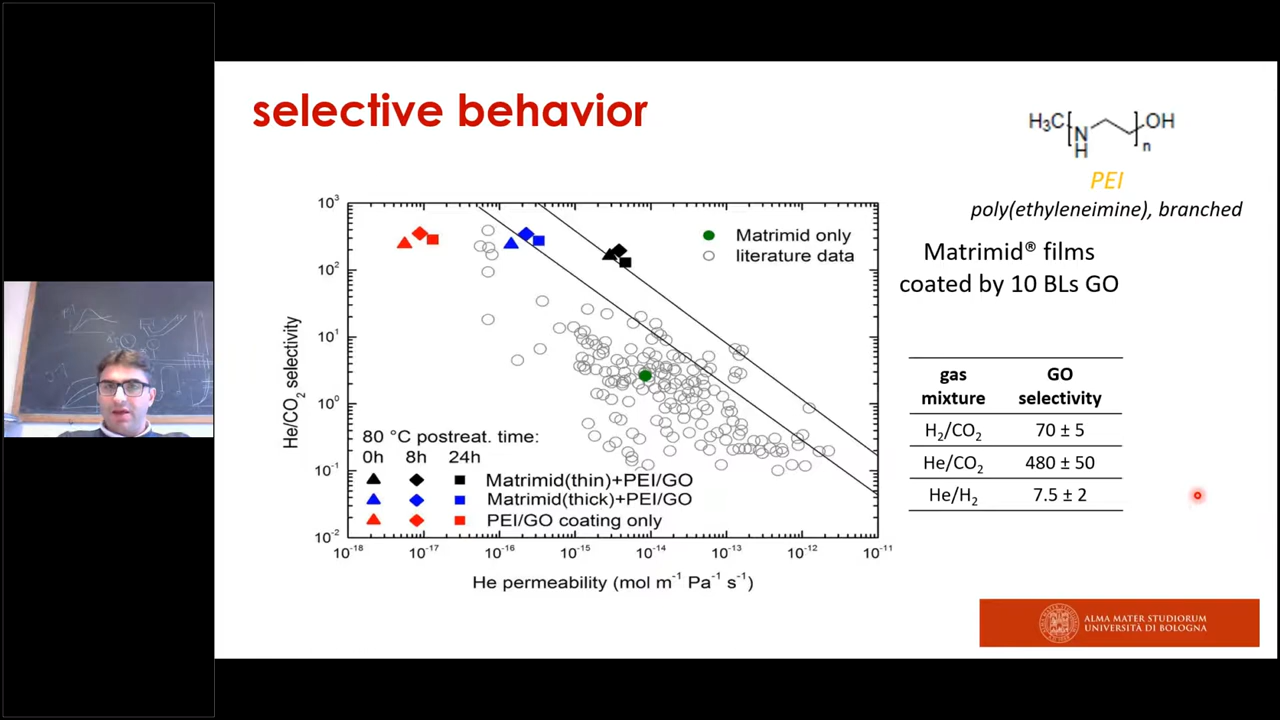 selective behavior
H₃C[N H]n OH
PEI
poly(ethyleneimine), branched
Matrimid® films
coated by 10 BLs GO
gas mixture GO selectivity
H₂/CO₂ 70 ± 5
He/CO₂ 480 ± 50
He/H₂ 7.5 ± 2
He/CO₂ selectivity
10³
10²
10¹
10⁰
10⁻¹
10⁻²
Matrimid only
literature data
80 °C postreat. time:
0h 8h 24h
Matrimid(thin)+PEI/GO
Matrimid(thick)+PEI/GO
PEI/GO coating only
10⁻¹⁸ 10⁻¹⁷ 10⁻¹⁶ 10⁻¹⁵ 10⁻¹⁴ 10⁻¹³ 10⁻¹² 10⁻¹¹
He permeability (mol m⁻¹ Pa⁻¹ s⁻¹)
ALMA MATER STUDIORUM
UNIVERSITÀ DI BOLOGNA